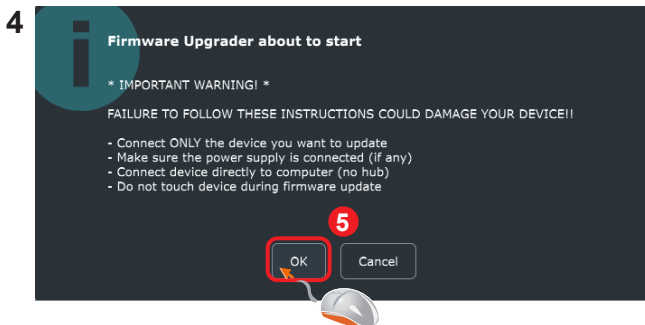 4
Firmware Upgrader about to start
* IMPORTANT WARNING! *
FAILURE TO FOLLOW THESE INSTRUCTIONS COULD DAMAGE YOUR DEVICE!!
- Connect ONLY the device you want to update
- Make sure the power supply is connected (if any)
- Connect device directly to computer (no hub)
- Do not touch device during firmware update
5
OK Cancel